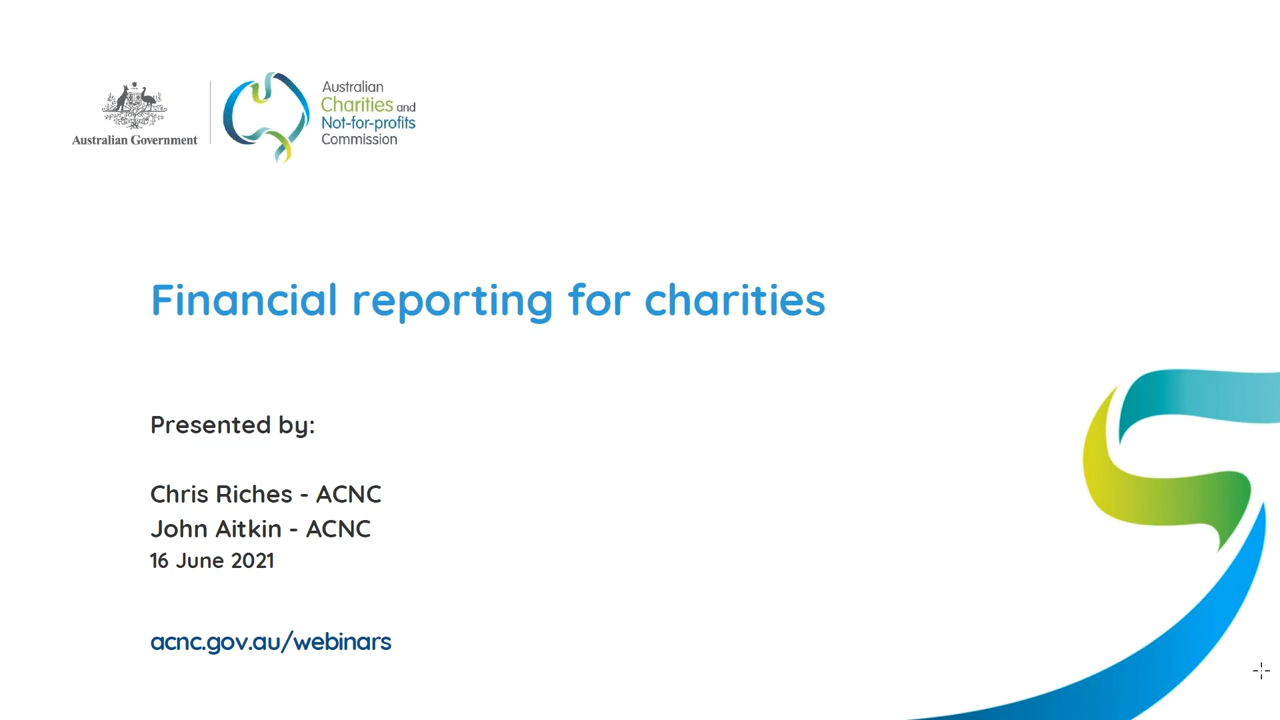 Australian Government
Australian
Charities and
Not-for-profits
Commission
Financial reporting for charities
Presented by:
Chris Riches - ACNC
John Aitkin - ACNC
16 June 2021
acnc.gov.au/webinars